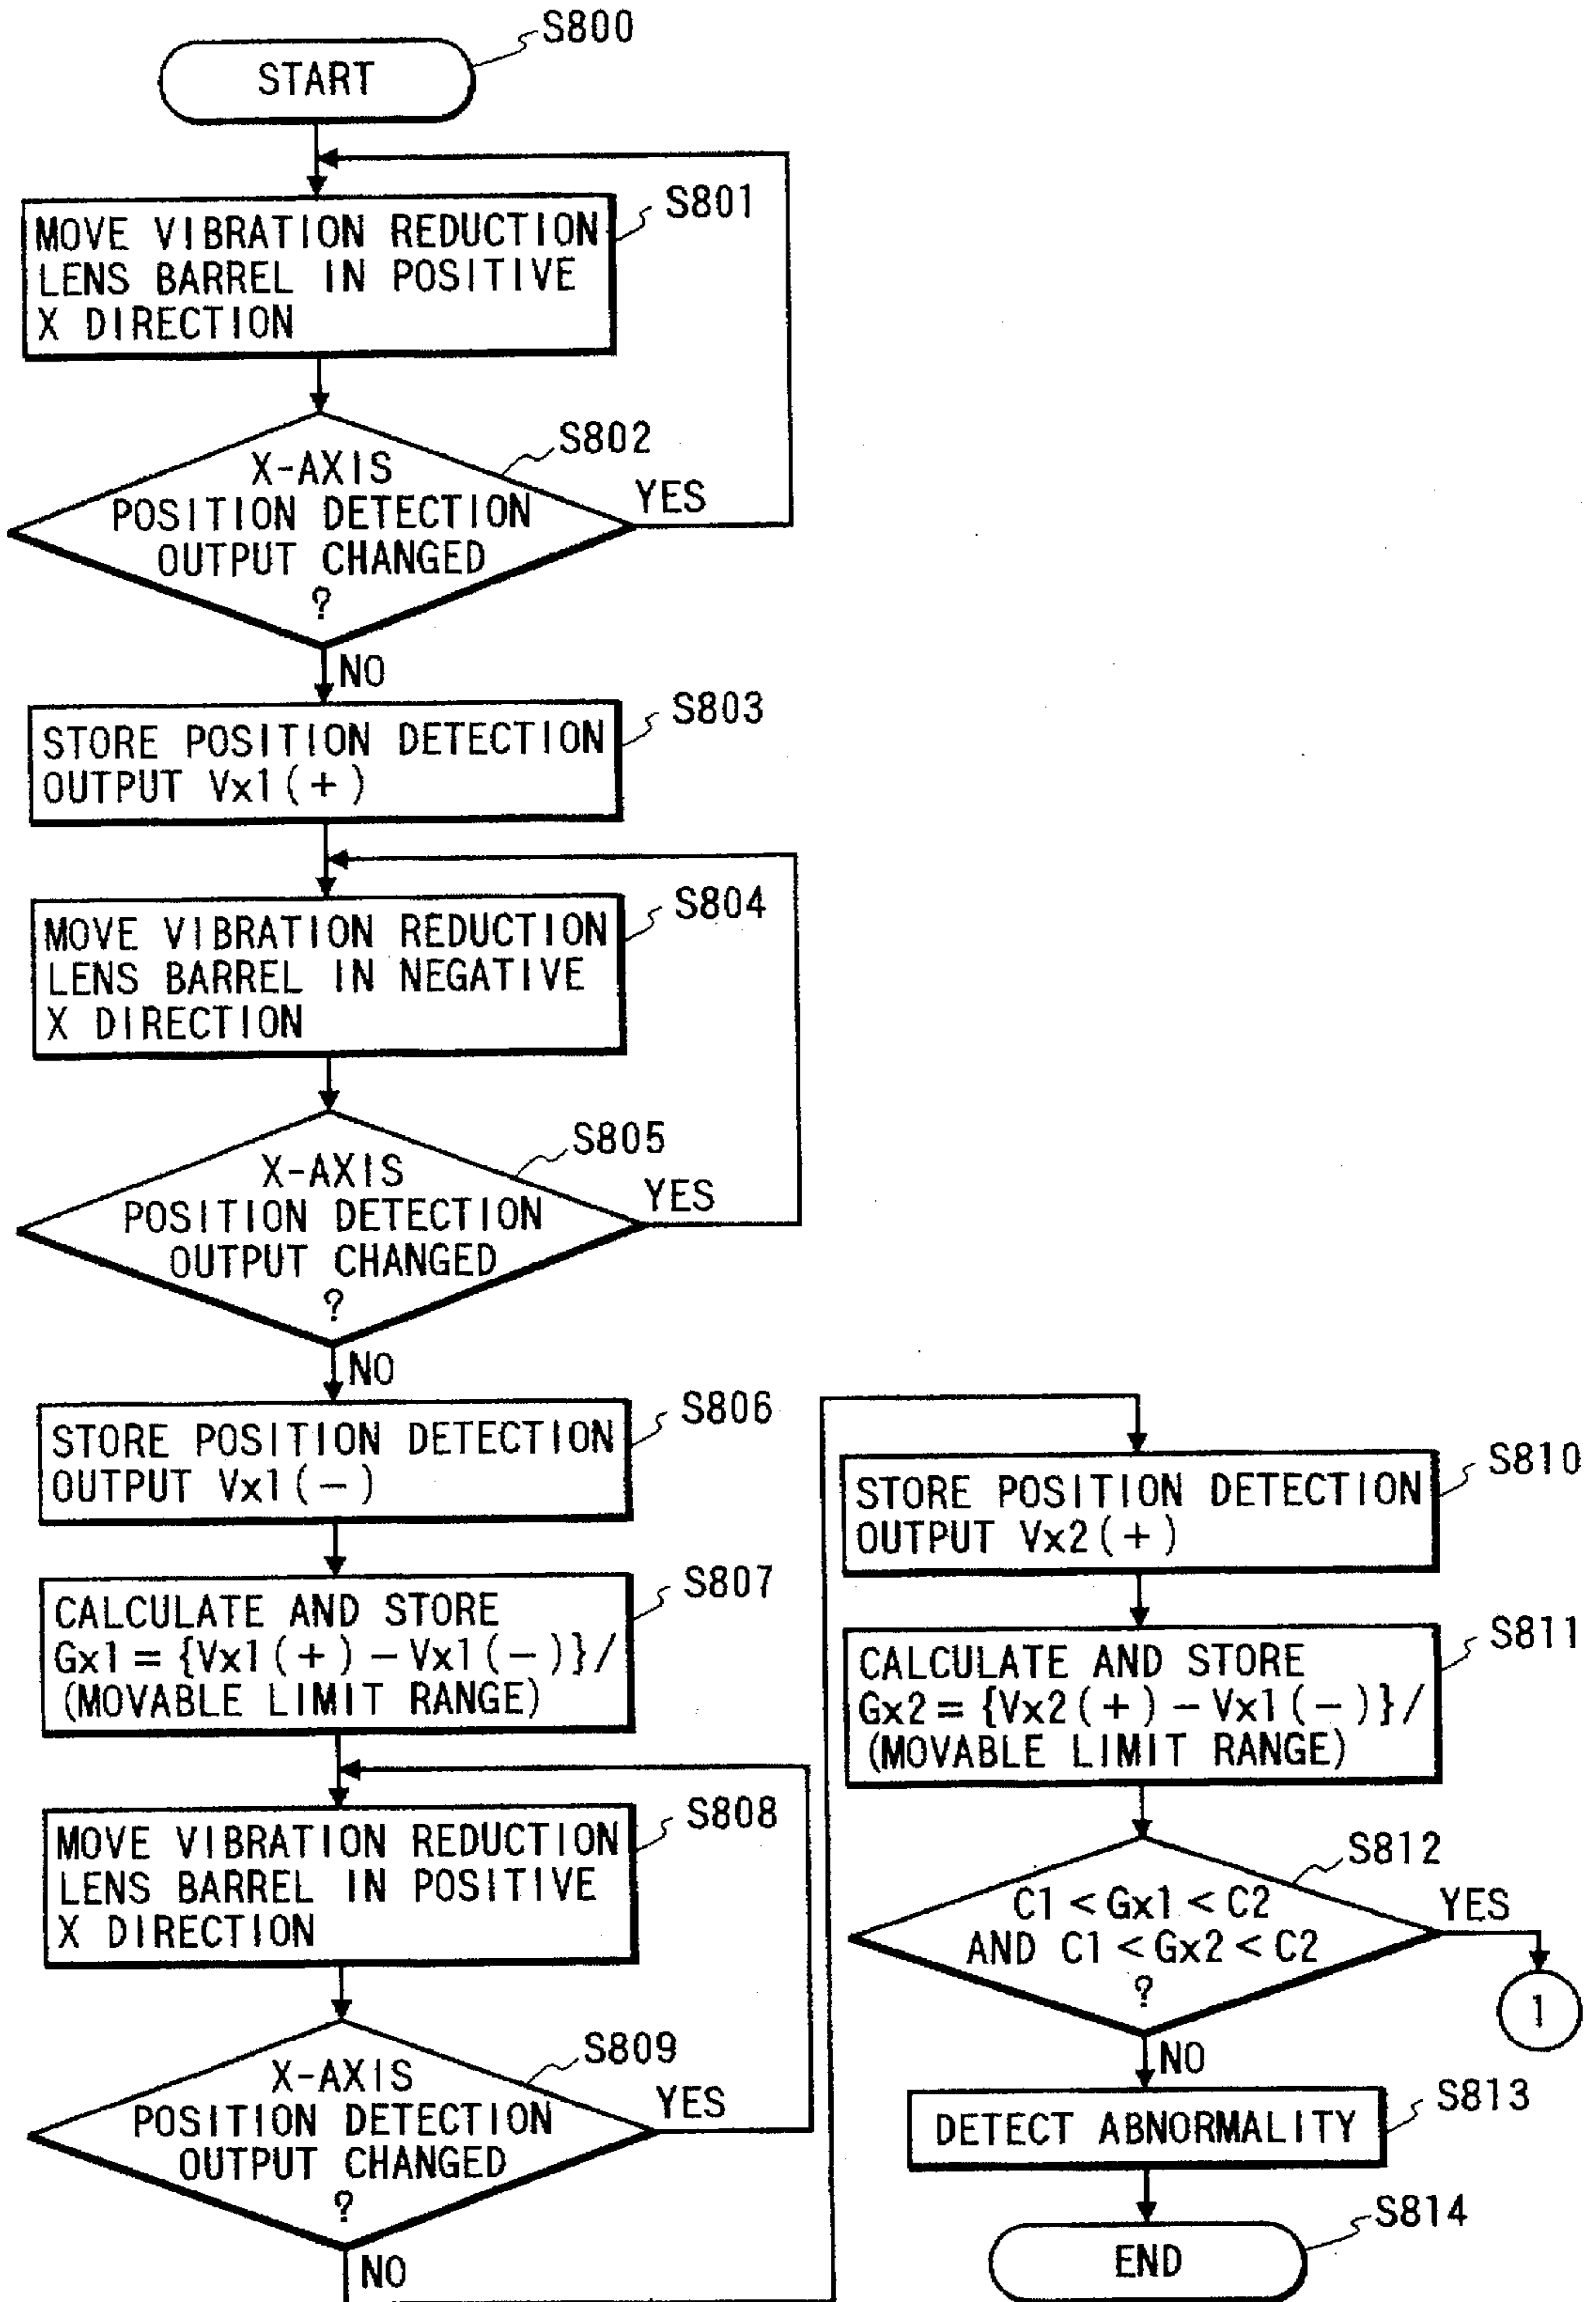 START
S800
MOVE VIBRATION REDUCTION
LENS BARREL IN POSITIVE
X DIRECTION
S801
X-AXIS
POSITION DETECTION
OUTPUT CHANGED
?
S802
YES
NO
STORE POSITION DETECTION
OUTPUT Vx1(+)
S803
MOVE VIBRATION REDUCTION
LENS BARREL IN NEGATIVE
X DIRECTION
S804
X-AXIS
POSITION DETECTION
OUTPUT CHANGED
?
S805
YES
NO
STORE POSITION DETECTION
OUTPUT Vx1(-)
S806
CALCULATE AND STORE
Gx1={Vx1(+)-Vx1(-)}/
(MOVABLE LIMIT RANGE)
S807
MOVE VIBRATION REDUCTION
LENS BARREL IN POSITIVE
X DIRECTION
S808
X-AXIS
POSITION DETECTION
OUTPUT CHANGED
?
S809
YES
NO
STORE POSITION DETECTION
OUTPUT Vx2(+)
S810
CALCULATE AND STORE
Gx2={Vx2(+)-Vx1(-)}/
(MOVABLE LIMIT RANGE)
S811
C1<Gx1<C2
AND C1<Gx2<C2
?
S812
YES
1
NO
DETECT ABNORMALITY
S813
END
S814